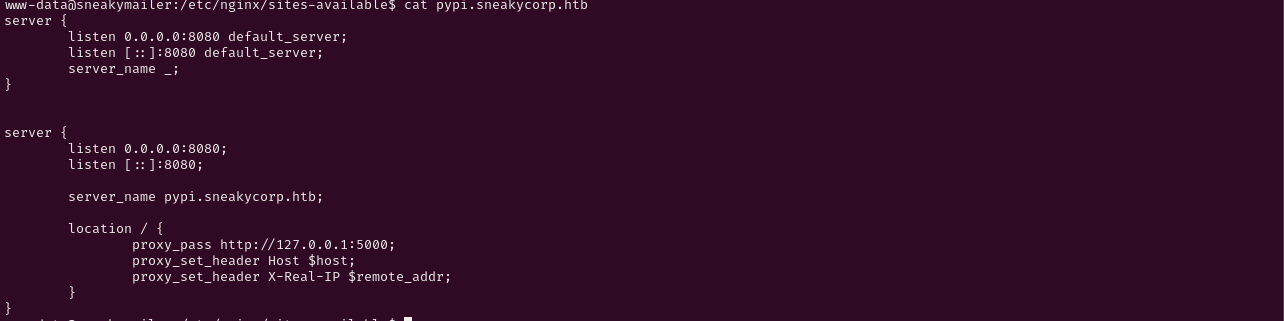 www-data@sneakymailer:/etc/nginx/sites-available$ cat pypi.sneakycorp.htb
server {
        listen 0.0.0.0:8080 default_server;
        listen [::]:8080 default_server;
        server_name _;
}
server {
        listen 0.0.0.0:8080;
        listen [::]:8080;
        server_name pypi.sneakycorp.htb;
        location / {
                proxy_pass http://127.0.0.1:5000;
                proxy_set_header Host $host;
                proxy_set_header X-Real-IP $remote_addr;
        }
}